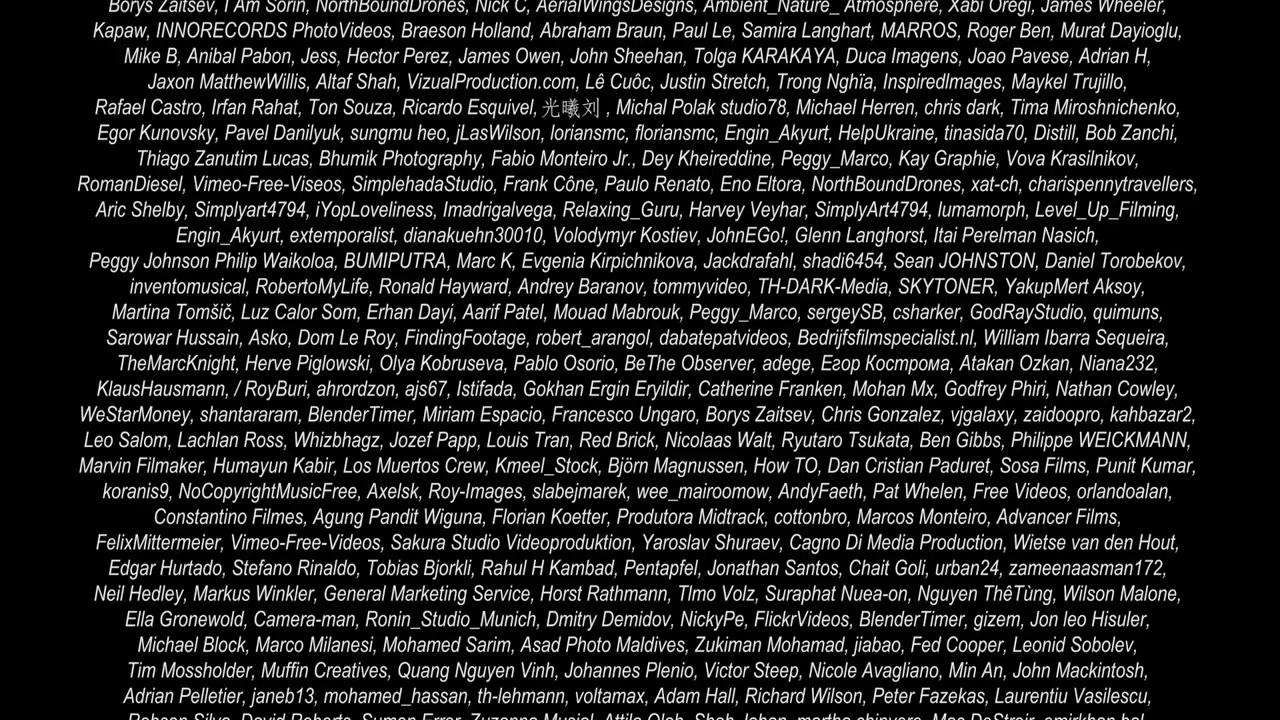 Borys Zaitsev, I Am Sorin, NorthBoundDrones, Nick C, AerialWingsDesigns, Ambient_Nature_ Atmosphere, Xabi Oregi, James Wheeler,
Kapaw, INNORECORDS PhotoVideos, Braeson Holland, Abraham Braun, Paul Le, Samira Langhart, MARROS, Roger Ben, Murat Dayioglu,
Mike B, Anibal Pabon, Jess, Hector Perez, James Owen, John Sheehan, Tolga KARAKAYA, Duca Imagens, Joao Pavese, Adrian H,
Jaxon MatthewWillis, Altaf Shah, VizualProduction.com, Lê Cuôc, Justin Stretch, Trong Nghïa, InspiredImages, Maykel Trujillo,
Rafael Castro, Irfan Rahat, Ton Souza, Ricardo Esquivel, 光曦刘 , Michal Polak studio78, Michael Herren, chris dark, Tima Miroshnichenko,
Egor Kunovsky, Pavel Danilyuk, sungmu heo, jLasWilson, loriansmc, floriansmc, Engin_Akyurt, HelpUkraine, tinasida70, Distill, Bob Zanchi,
Thiago Zanutim Lucas, Bhumik Photography, Fabio Monteiro Jr., Dey Kheireddine, Peggy_Marco, Kay Graphie, Vova Krasilnikov,
RomanDiesel, Vimeo-Free-Viseos, SimplehadaStudio, Frank Cône, Paulo Renato, Eno Eltora, NorthBoundDrones, xat-ch, charispennytravellers,
Aric Shelby, Simplyart4794, iYopLoveliness, Imadrigalvega, Relaxing_Guru, Harvey Veyhar, SimplyArt4794, lumamorph, Level_Up_Filming,
Engin_Akyurt, extemporalist, dianakuehn30010, Volodymyr Kostiev, JohnEGo!, Glenn Langhorst, Itai Perelman Nasich,
Peggy Johnson Philip Waikoloa, BUMIPUTRA, Marc K, Evgenia Kirpichnikova, Jackdrafahl, shadi6454, Sean JOHNSTON, Daniel Torobekov,
inventomusical, RobertoMyLife, Ronald Hayward, Andrey Baranov, tommyvideo, TH-DARK-Media, SKYTONER, YakupMert Aksoy,
Martina Tomšič, Luz Calor Som, Erhan Dayi, Aarif Patel, Mouad Mabrouk, Peggy_Marco, sergeySB, csharker, GodRayStudio, quimuns,
Sarowar Hussain, Asko, Dom Le Roy, FindingFootage, robert_arangol, dabatepatvideos, Bedrijfsfilmspecialist.nl, William Ibarra Sequeira,
TheMarcKnight, Herve Piglowski, Olya Kobruseva, Pablo Osorio, BeThe Observer, adege, Егор Кострома, Atakan Ozkan, Niana232,
KlausHausmann, / RoyBuri, ahrordzon, ajs67, Istifada, Gokhan Ergin Eryildir, Catherine Franken, Mohan Mx, Godfrey Phiri, Nathan Cowley,
WeStarMoney, shantararam, BlenderTimer, Miriam Espacio, Francesco Ungaro, Borys Zaitsev, Chris Gonzalez, vjgalaxy, zaidoopro, kahbazar2,
Leo Salom, Lachlan Ross, Whizbhagz, Jozef Papp, Louis Tran, Red Brick, Nicolaas Walt, Ryutaro Tsukata, Ben Gibbs, Philippe WEICKMANN,
Marvin Filmaker, Humayun Kabir, Los Muertos Crew, Kmeel_Stock, Björn Magnussen, How TO, Dan Cristian Paduret, Sosa Films, Punit Kumar,
koranis9, NoCopyrightMusicFree, Axelsk, Roy-Images, slabejmarek, wee_mairoomow, AndyFaeth, Pat Whelen, Free Videos, orlandoalan,
Constantino Filmes, Agung Pandit Wiguna, Florian Koetter, Produtora Midtrack, cottonbro, Marcos Monteiro, Advancer Films,
FelixMittermeier, Vimeo-Free-Videos, Sakura Studio Videoproduktion, Yaroslav Shuraev, Cagno Di Media Production, Wietse van den Hout,
Edgar Hurtado, Stefano Rinaldo, Tobias Bjorkli, Rahul H Kambad, Pentapfel, Jonathan Santos, Chait Goli, urban24, zameenaasman172,
Neil Hedley, Markus Winkler, General Marketing Service, Horst Rathmann, TImo Volz, Suraphat Nuea-on, Nguyen ThêTùng, Wilson Malone,
Ella Gronewold, Camera-man, Ronin_Studio_Munich, Dmitry Demidov, NickyPe, FlickrVideos, BlenderTimer, gizem, Jon leo Hisuler,
Michael Block, Marco Milanesi, Mohamed Sarim, Asad Photo Maldives, Zukiman Mohamad, jiabao, Fed Cooper, Leonid Sobolev,
Tim Mossholder, Muffin Creatives, Quang Nguyen Vinh, Johannes Plenio, Victor Steep, Nicole Avagliano, Min An, John Mackintosh,
Adrian Pelletier, janeb13, mohamed_hassan, th-lehmann, voltamax, Adam Hall, Richard Wilson, Peter Fazekas, Laurentiu Vasilescu,